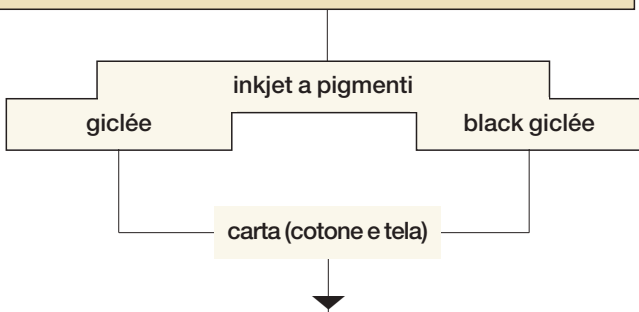 inkjet a pigmenti
giclée black giclée
carta (cotone e tela)